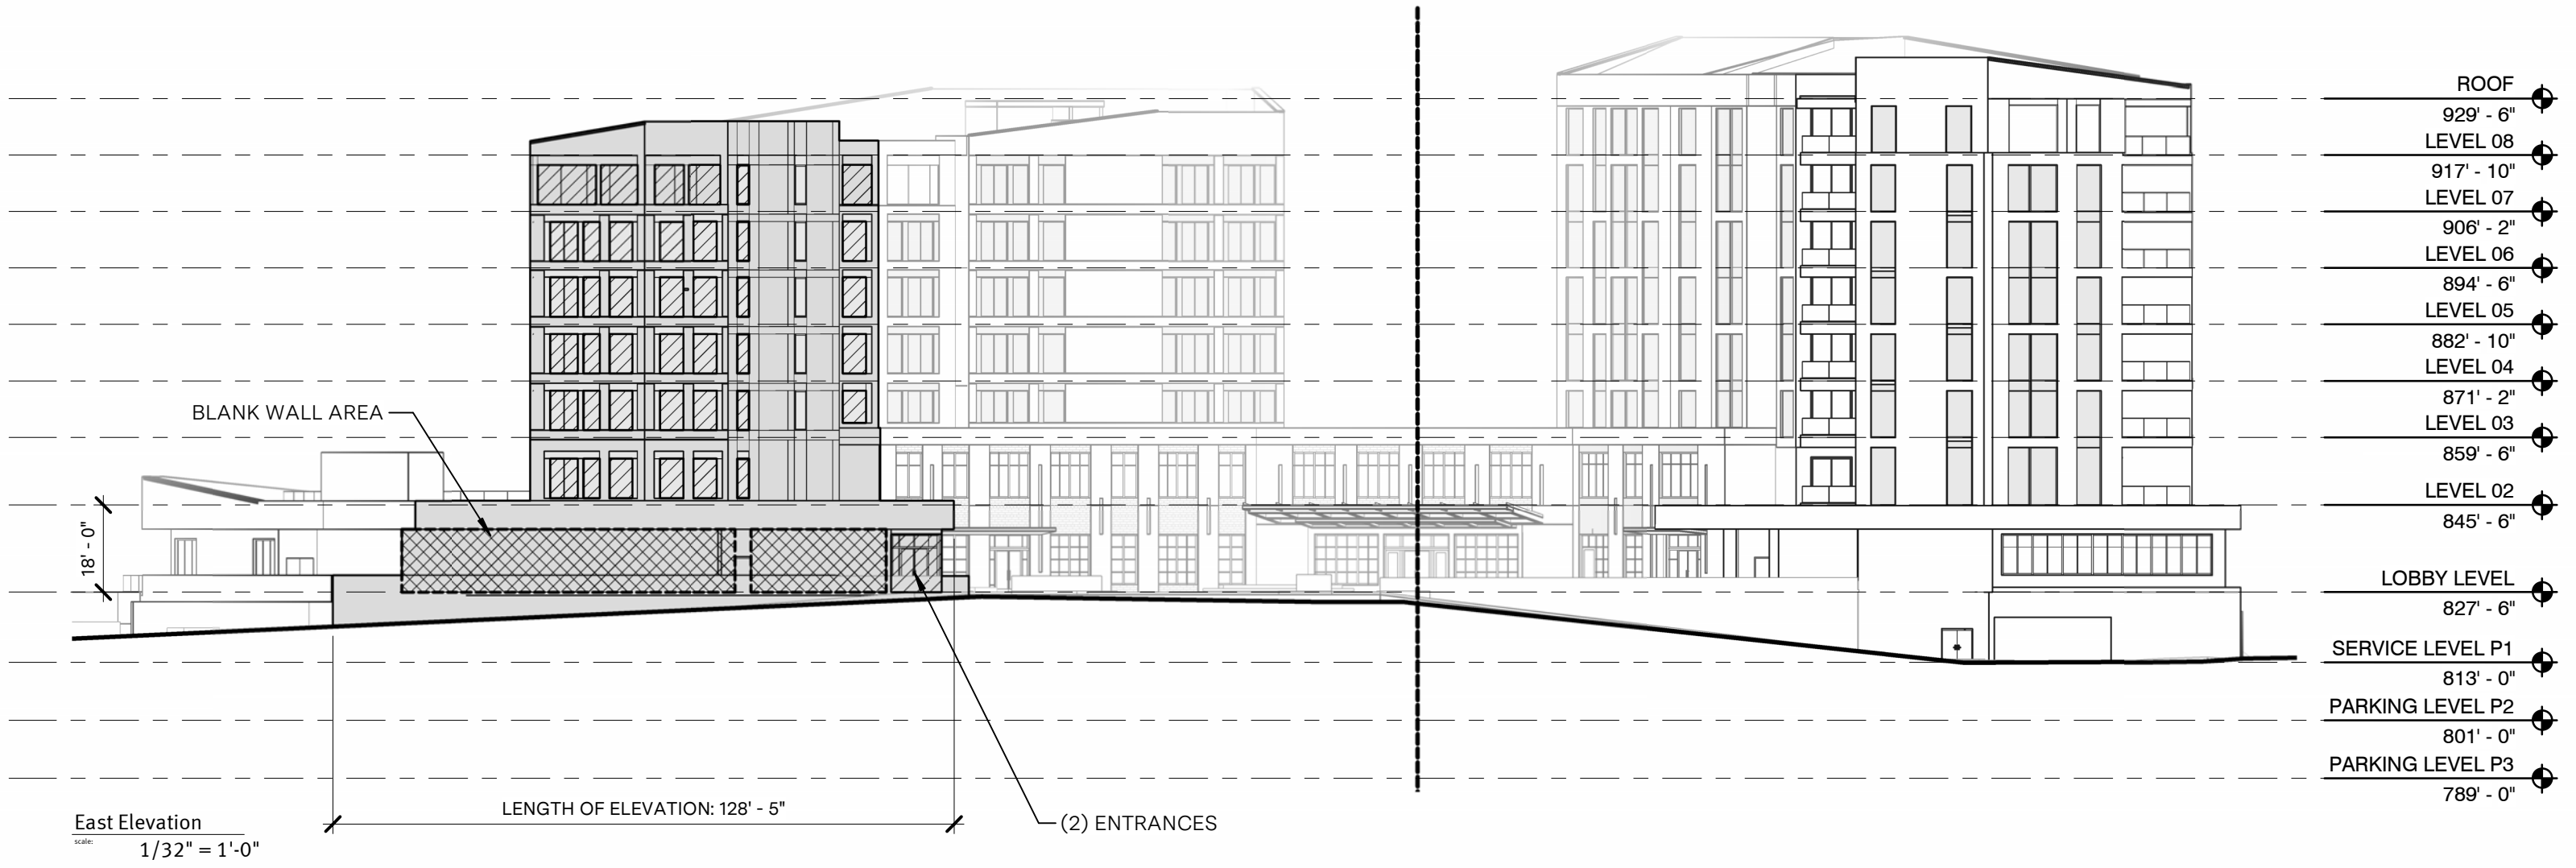 ROOF
929' - 6"
LEVEL 08
917' - 10"
LEVEL 07
906' - 2"
LEVEL 06
894' - 6"
LEVEL 05
882' - 10"
LEVEL 04
871' - 2"
LEVEL 03
859' - 6"
LEVEL 02
845' - 6"
LOBBY LEVEL
827' - 6"
SERVICE LEVEL P1
813' - 0"
PARKING LEVEL P2
801' - 0"
PARKING LEVEL P3
789' - 0"
BLANK WALL AREA
18' - 0"
LENGTH OF ELEVATION: 128' - 5"
(2) ENTRANCES
East Elevation
scale:
1/32" = 1'-0"